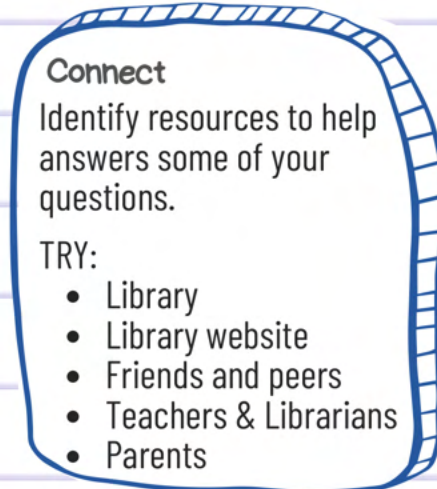 Connect
Identify resources to help
answers some of your
questions.
TRY:
• Library
• Library website
• Friends and peers
• Teachers & Librarians
• Parents